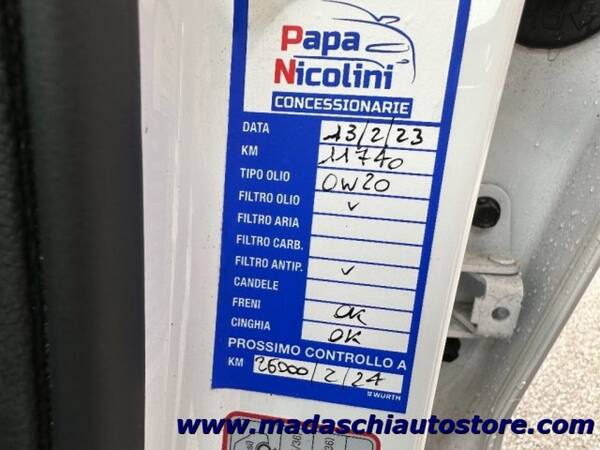 Papa
Nicolini
CONCESSIONARIE
DATA 13/2/23
KM 11740
TIPO OLIO 0W20
FILTRO OLIO ✓
FILTRO ARIA
FILTRO CARB.
FILTRO ANTIP. ✓
CANDELE
FRENI OK
CINGHIA OK
PROSSIMO CONTROLLO A
KM 26000/2/24
WÜRTH
www.madaschiautostore.com